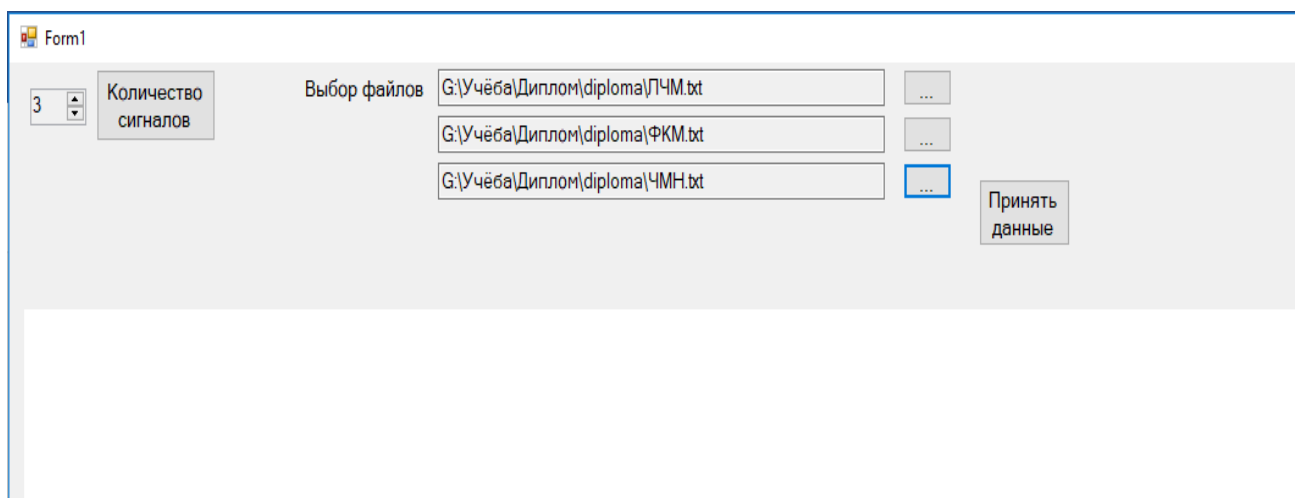 Form1
3
Количество
сигналов
Выбор файлов
G:\Учёба\Диплом\diploma\ПЧМ.txt
...
G:\Учёба\Диплом\diploma\ФКМ.txt
...
G:\Учёба\Диплом\diploma\ЧМН.txt
...
Принять
данные